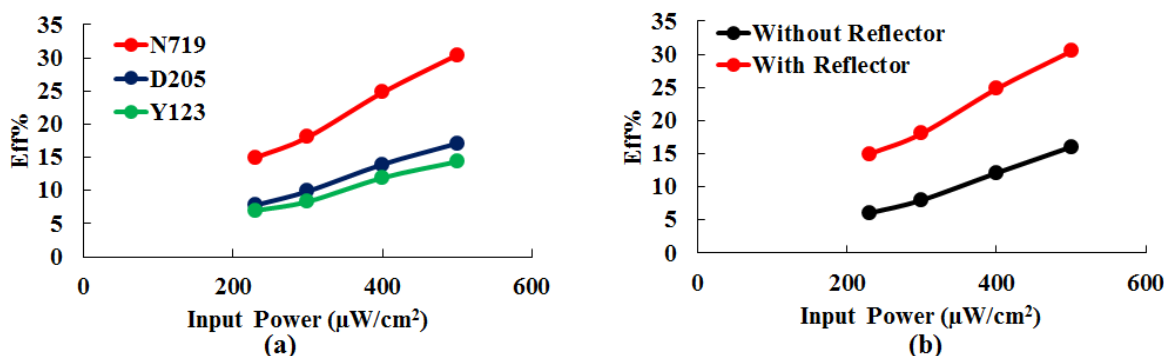 35
30
25
20
15
10
5
0
Eff%
N719
D205
Y123
0 200 400 600
Input Power (µW/cm²)
(a)
35
30
25
20
15
10
5
0
Eff%
Without Reflector
With Reflector
0 200 400 600
Input Power (µW/cm²)
(b)